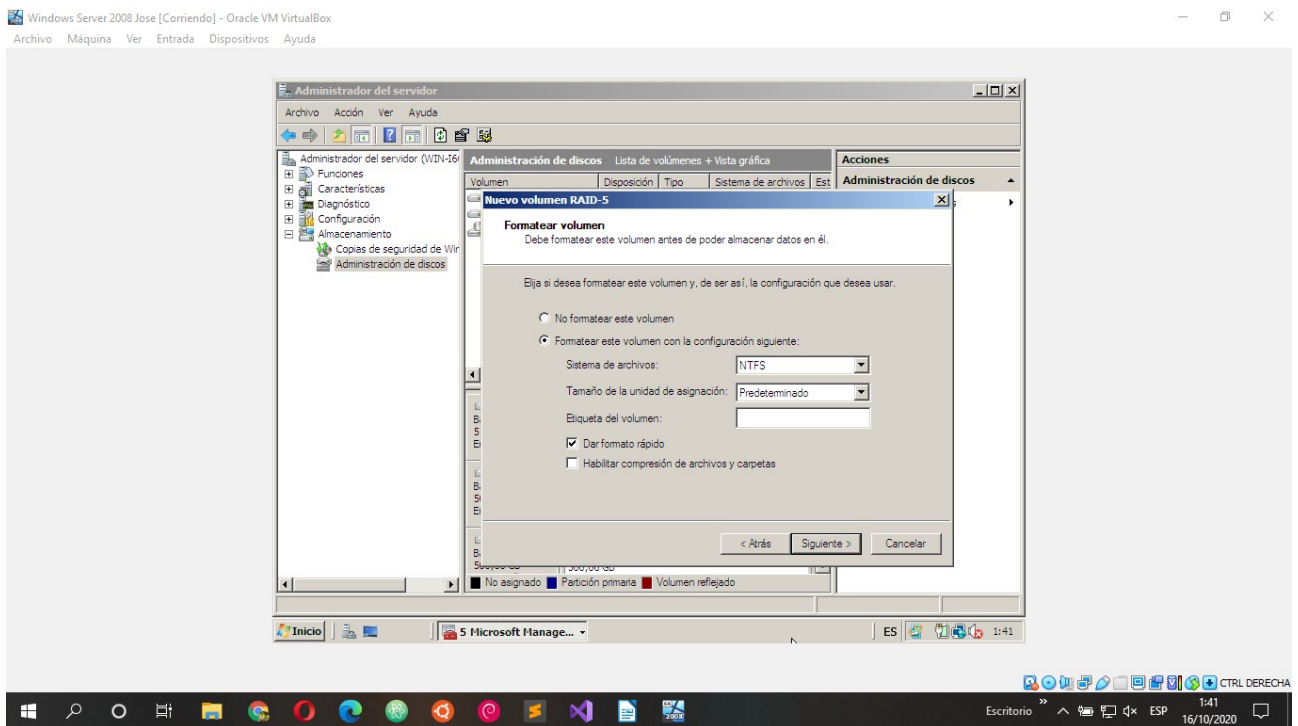 Windows Server 2008 Jose [Corriendo] - Oracle VM VirtualBox
Archivo Máquina Ver Entrada Dispositivos Ayuda
Administrador del servidor
Archivo Acción Ver Ayuda
Administrador del servidor (WIN-I6
Funciones
Características
Diagnóstico
Configuración
Almacenamiento
Copias de seguridad de Wir
Administración de discos
Administración de discos Lista de volúmenes + Vista gráfica
Volumen Disposición Tipo Sistema de archivos Est
Acciones
Administración de discos
Nuevo volumen RAID-5
Formatear volumen
Debe formatear este volumen antes de poder almacenar datos en él.
Elija si desea formatear este volumen y, de ser así, la configuración que desea usar.
No formatear este volumen
Formatear este volumen con la configuración siguiente:
Sistema de archivos: NTFS
Tamaño de la unidad de asignación: Predeterminado
Etiqueta del volumen:
Dar formato rápido
Habilitar compresión de archivos y carpetas
< Atrás Siguiente > Cancelar
No asignado Partición primaria Volumen reflejado
Inicio 5 Microsoft Manage... ES 1:41
CTRL DERECHA
Escritorio ESP 1:41
16/10/2020